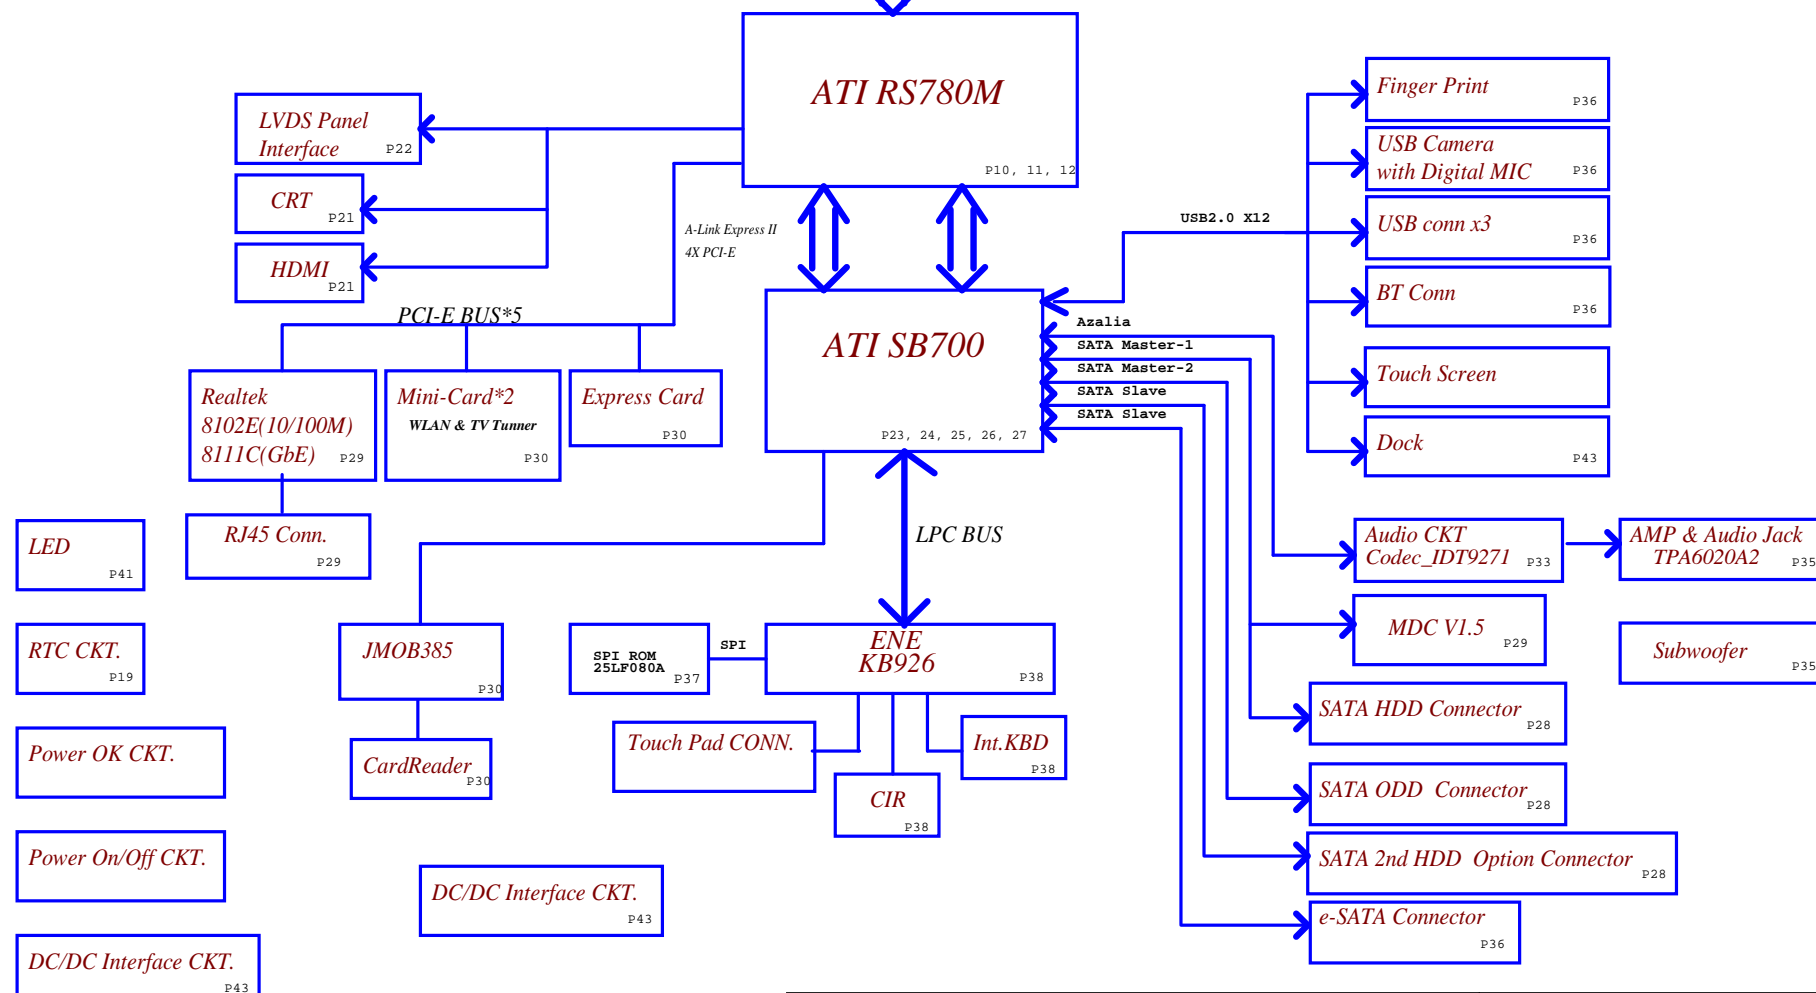 ATI RS780M
P10, 11, 12
LVDS Panel
Interface
P22
CRT
P21
HDMI
P21
A-Link Express II
4X PCI-E
PCI-E BUS*5
Realtek
8102E(10/100M)
8111C(GbE)
P29
Mini-Card*2
WLAN & TV Tunner
P30
Express Card
P30
RJ45 Conn.
P29
ATI SB700
P23, 24, 25, 26, 27
USB2.0 X12
Azalia
SATA Master-1
SATA Master-2
SATA Slave
SATA Slave
Finger Print
P36
USB Camera
with Digital MIC
P36
USB conn x3
P36
BT Conn
P36
Touch Screen
Dock
P43
LPC BUS
Audio CKT
Codec_IDT9271
P33
AMP & Audio Jack
TPA6020A2
P35
MDC V1.5
P29
Subwoofer
P35
SATA HDD Connector
P28
SATA ODD Connector
P28
SATA 2nd HDD Option Connector
P28
e-SATA Connector
P36
LED
P41
RTC CKT.
P19
Power OK CKT.
Power On/Off CKT.
DC/DC Interface CKT.
P43
JMOB385
P30
CardReader
P30
SPI ROM
25LF080A
P37
SPI
ENE
KB926
P38
Touch Pad CONN.
CIR
P38
Int.KBD
P38
DC/DC Interface CKT.
P43